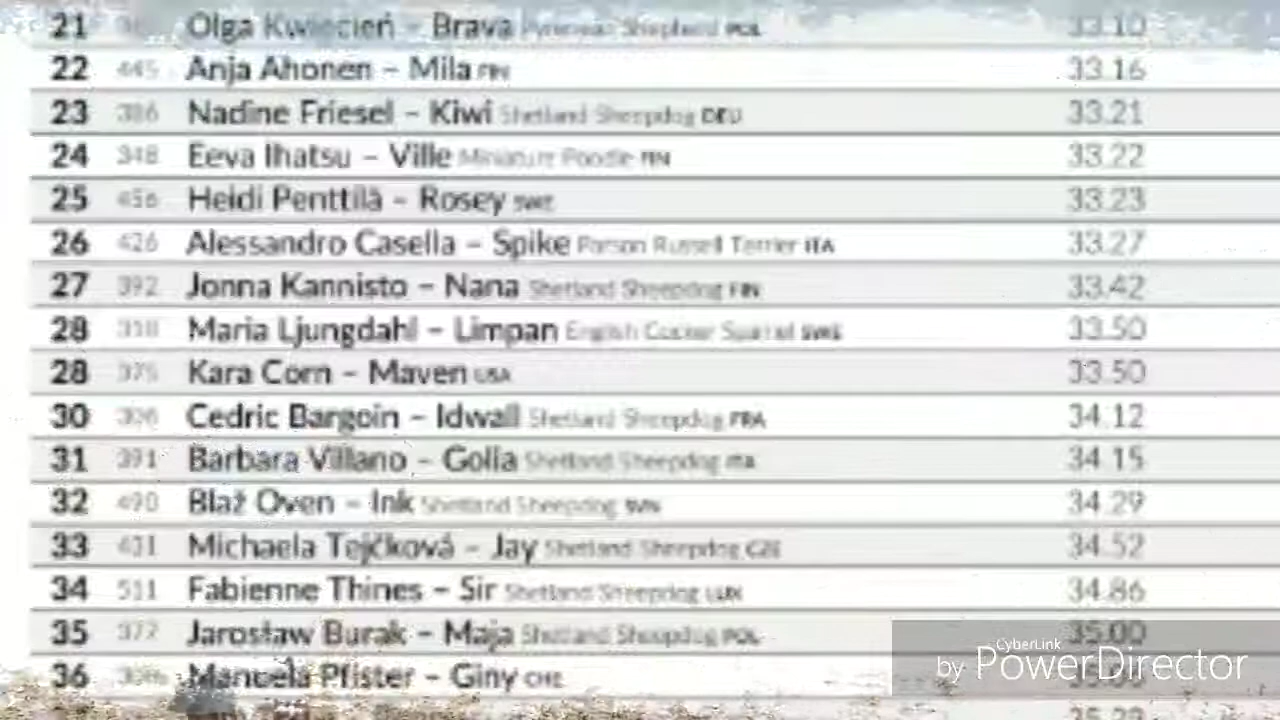 21 Olga Kwiecień – Brava Pyrenean Shepherd POL 33.10
22 445 Anja Ahonen – Mila FIN 33.16
23 386 Nadine Friesel – Kiwi Shetland Sheepdog DEU 33.21
24 348 Eeva Ihatsu – Ville Miniature Poodle FIN 33.22
25 456 Heidi Penttilä – Rosey SWE 33.23
26 426 Alessandro Casella – Spike Parson Russell Terrier ITA 33.27
27 392 Jonna Kannisto – Nana Shetland Sheepdog FIN 33.42
28 Maria Ljungdahl – Limpan English Cocker Spaniel SWE 33.50
28 375 Kara Corn – Maven USA 33.50
30 306 Cedric Bargoin – Idwall Shetland Sheepdog FRA 34.12
31 391 Barbara Villano – Golia Shetland Sheepdog ITA 34.15
32 490 Blaž Oven – Ink Shetland Sheepdog SVN 34.29
33 431 Michaela Tejčková – Jay Shetland Sheepdog CZE 34.52
34 511 Fabienne Thines – Sir Shetland Sheepdog LUX 34.86
35 377 Jarosław Burak – Maja Shetland Sheepdog POL 35.00
36 Manuela Pfister – Giny CHE
by CyberLink PowerDirector